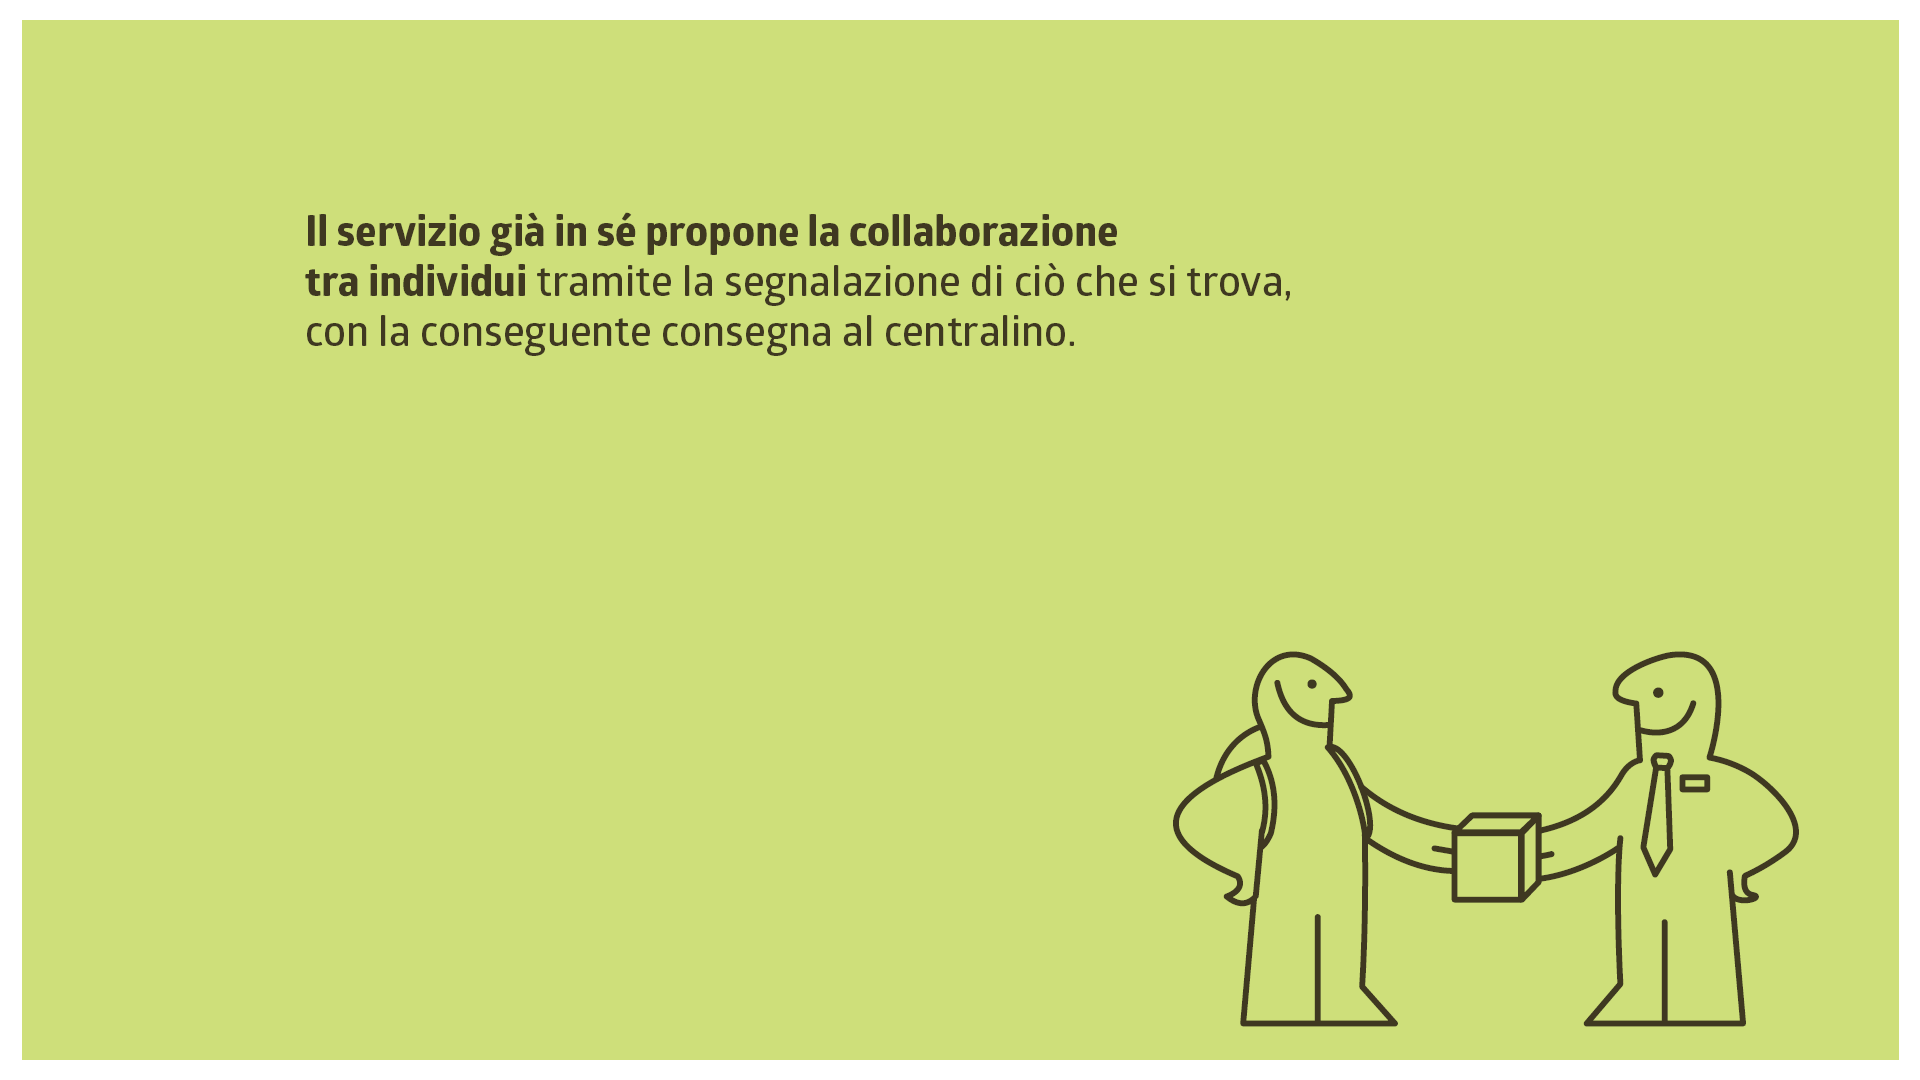 Il servizio già in sé propone la collaborazione
tra individui tramite la segnalazione di ciò che si trova,
con la conseguente consegna al centralino.